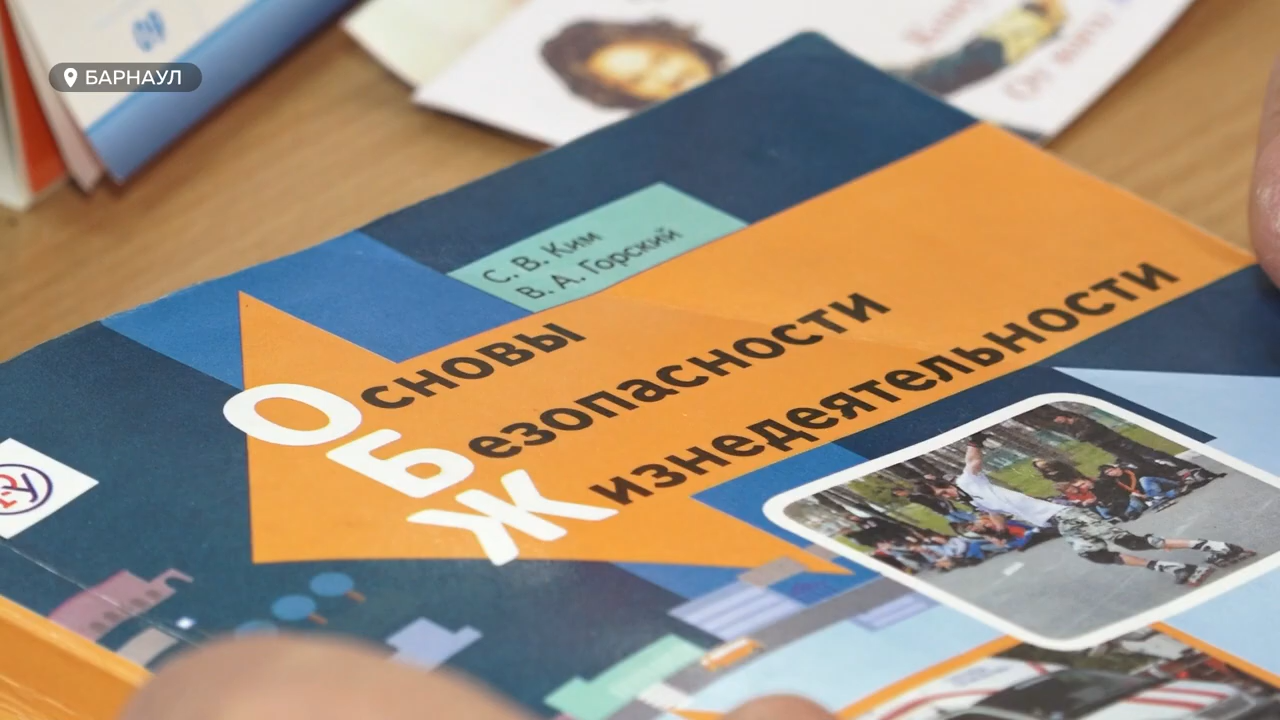 БАРНАУЛ
С. В. Ким
В. А. Горский
Основы
Безопасности
Жизнедеятельности